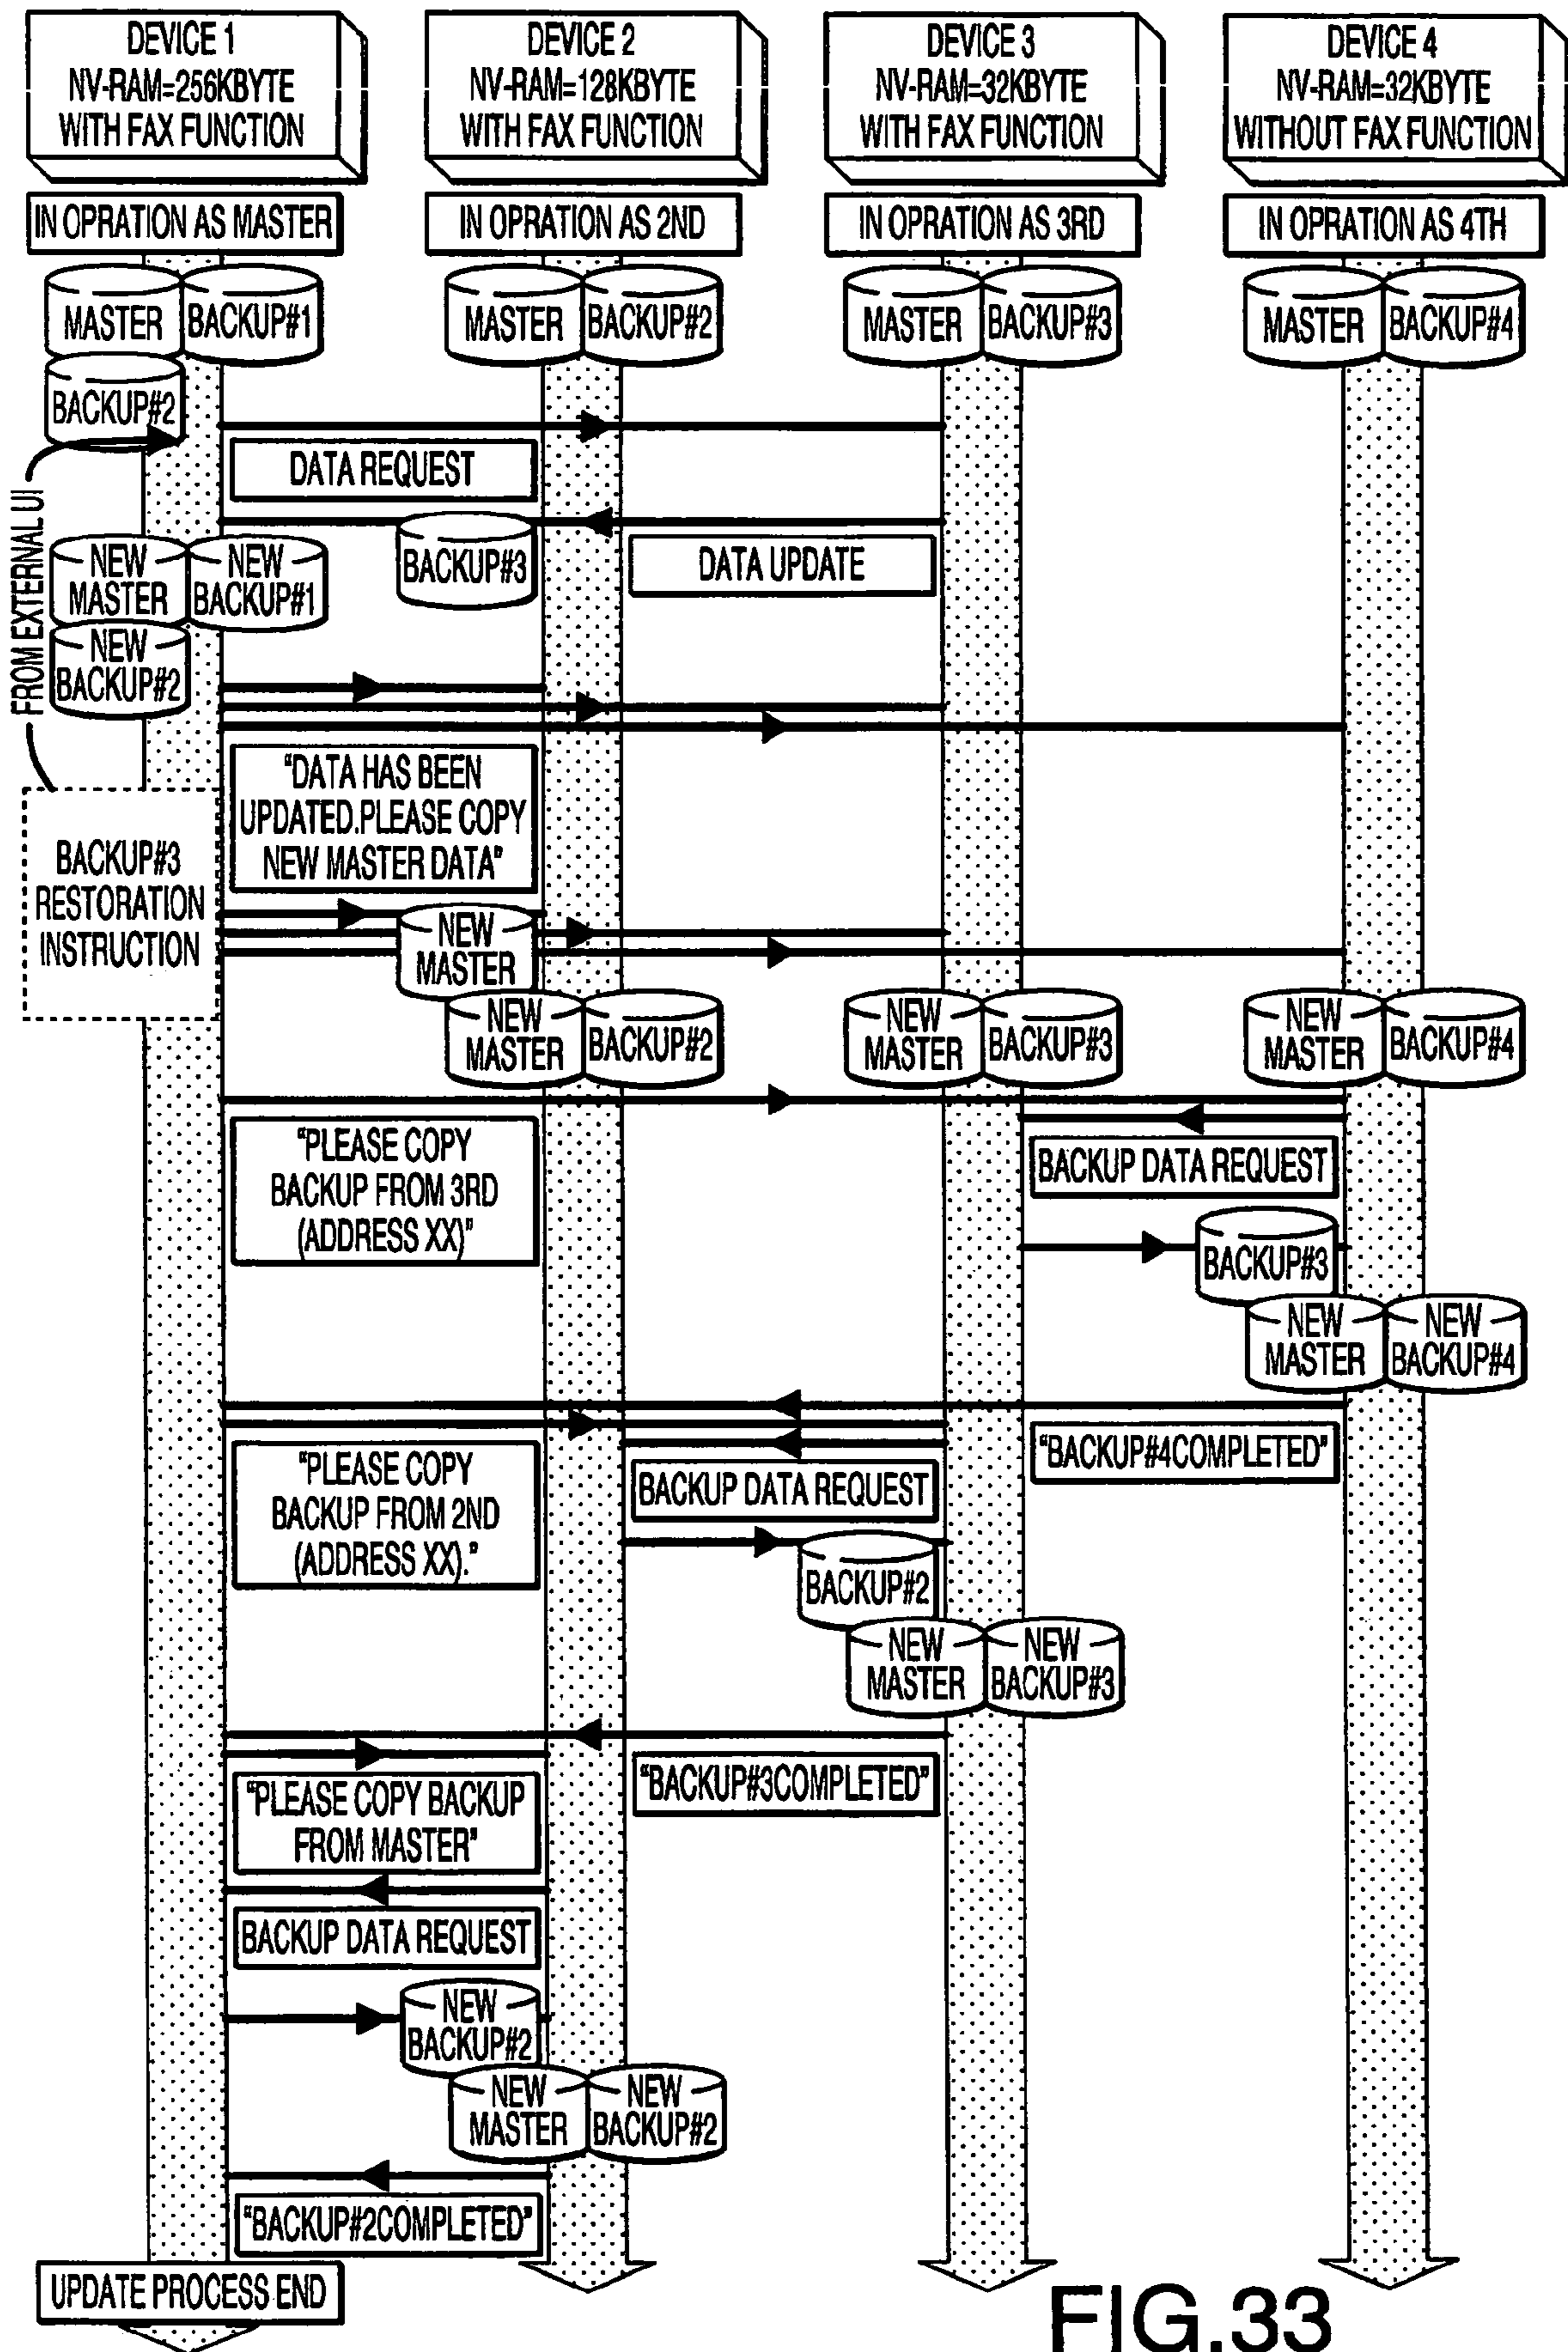 DEVICE 1
NV-RAM=256KBYTE
WITH FAX FUNCTION
DEVICE 2
NV-RAM=128KBYTE
WITH FAX FUNCTION
DEVICE 3
NV-RAM=32KBYTE
WITH FAX FUNCTION
DEVICE 4
NV-RAM=32KBYTE
WITHOUT FAX FUNCTION
IN OPRATION AS MASTER
IN OPRATION AS 2ND
IN OPRATION AS 3RD
IN OPRATION AS 4TH
MASTER
BACKUP#1
MASTER
BACKUP#2
MASTER
BACKUP#3
MASTER
BACKUP#4
BACKUP#2
DATA REQUEST
FROM EXTERNAL UI
BACKUP#3
DATA UPDATE
NEW
MASTER
NEW
BACKUP#1
NEW
BACKUP#2
"DATA HAS BEEN
UPDATED.PLEASE COPY
NEW MASTER DATA"
BACKUP#3
RESTORATION
INSTRUCTION
NEW
MASTER
NEW
MASTER
BACKUP#2
NEW
MASTER
BACKUP#3
NEW
MASTER
BACKUP#4
"PLEASE COPY
BACKUP FROM 3RD
(ADDRESS XX)"
BACKUP DATA REQUEST
BACKUP#3
NEW
MASTER
NEW
BACKUP#4
"BACKUP#4COMPLETED"
"PLEASE COPY
BACKUP FROM 2ND
(ADDRESS XX)."
BACKUP DATA REQUEST
BACKUP#2
NEW
MASTER
NEW
BACKUP#3
"BACKUP#3COMPLETED"
"PLEASE COPY BACKUP
FROM MASTER"
BACKUP DATA REQUEST
NEW
BACKUP#2
NEW
MASTER
NEW
BACKUP#2
"BACKUP#2COMPLETED"
UPDATE PROCESS END
FIG.33